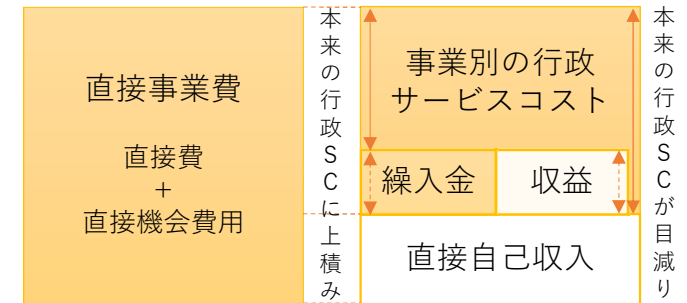 直接事業費
直接費
+
直接機会費用
本来の行政SCに上積み
事業別の行政
サービスコスト
繰入金
収益
直接自己収入
本来の行政SCが目減り